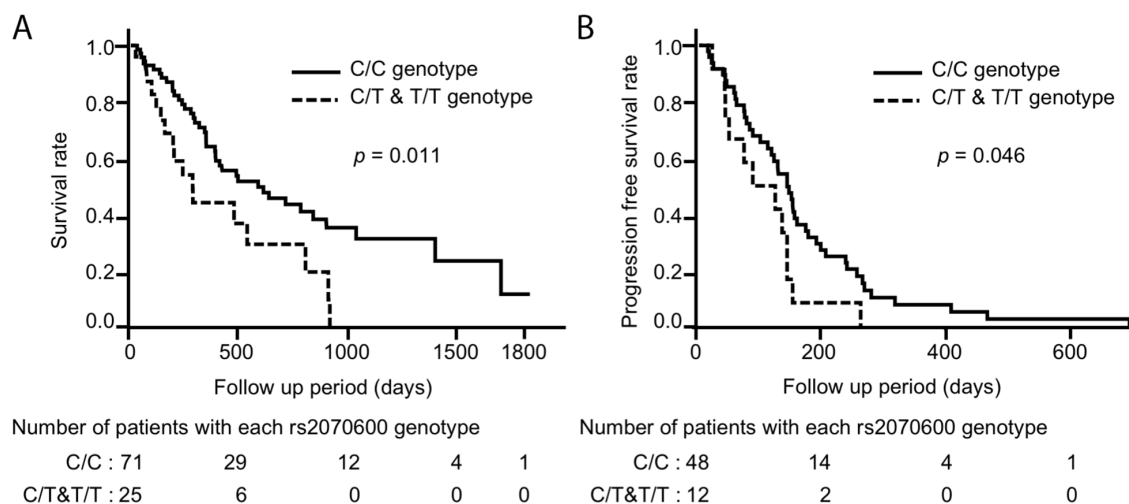 A
Survival rate
1.0
0.8
0.6
0.4
0.2
0.0
C/C genotype
C/T & T/T genotype
p = 0.011
0 500 1000 1500 1800
Follow up period (days)
Number of patients with each rs2070600 genotype
C/C : 71 29 12 4 1
C/T&T/T : 25 6 0 0 0
B
Progression free survival rate
1.0
0.8
0.6
0.4
0.2
0.0
C/C genotype
C/T & T/T genotype
p = 0.046
0 200 400 600
Follow up period (days)
Number of patients with each rs2070600 genotype
C/C : 48 14 4 1
C/T&T/T : 12 2 0 0